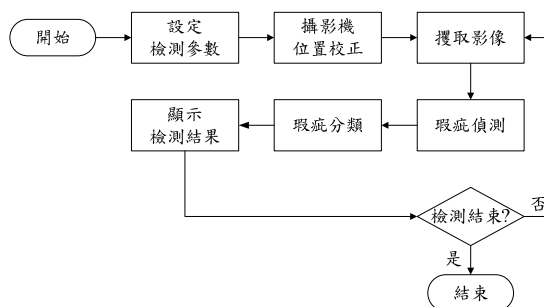 開始
設定
檢測參數
攝影機
位置校正
攫取影像
顯示
檢測結果
瑕疵分類
瑕疵偵測
檢測結束?
否
是
結束